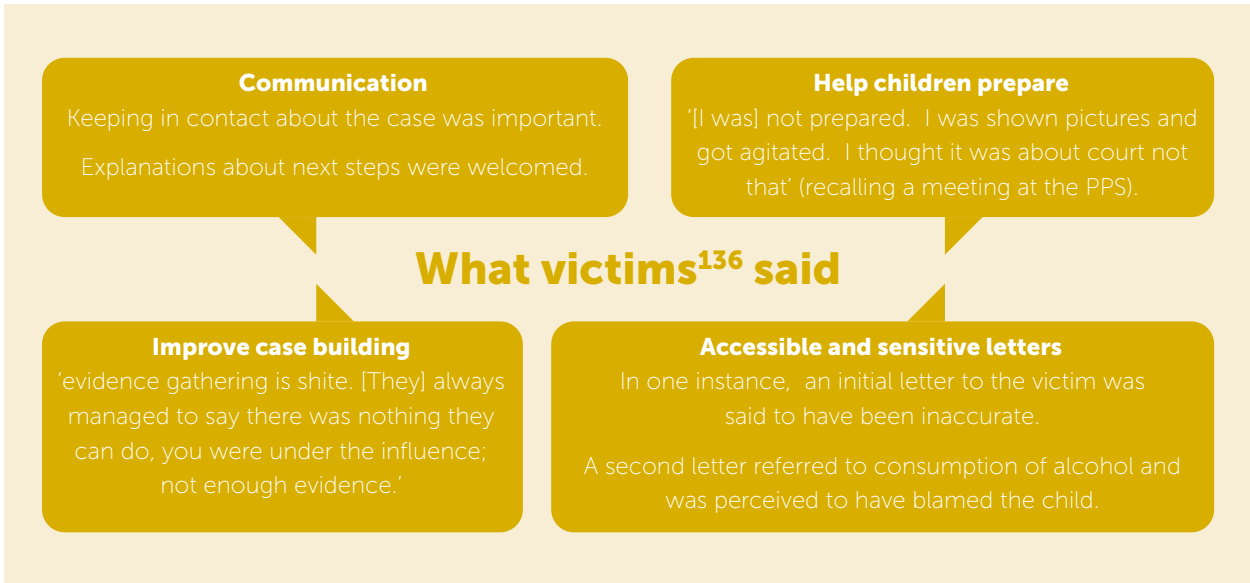 Communication
Keeping in contact about the case was important.
Explanations about next steps were welcomed.
Help children prepare
'[I was] not prepared.  I was shown pictures and
got agitated.  I thought it was about court not
that' (recalling a meeting at the PPS).
What victims¹³⁶ said
Improve case building
'evidence gathering is shite. [They] always
managed to say there was nothing they
can do, you were under the influence;
not enough evidence.'
Accessible and sensitive letters
In one instance,  an initial letter to the victim was
said to have been inaccurate.
A second letter referred to consumption of alcohol and
was perceived to have blamed the child.